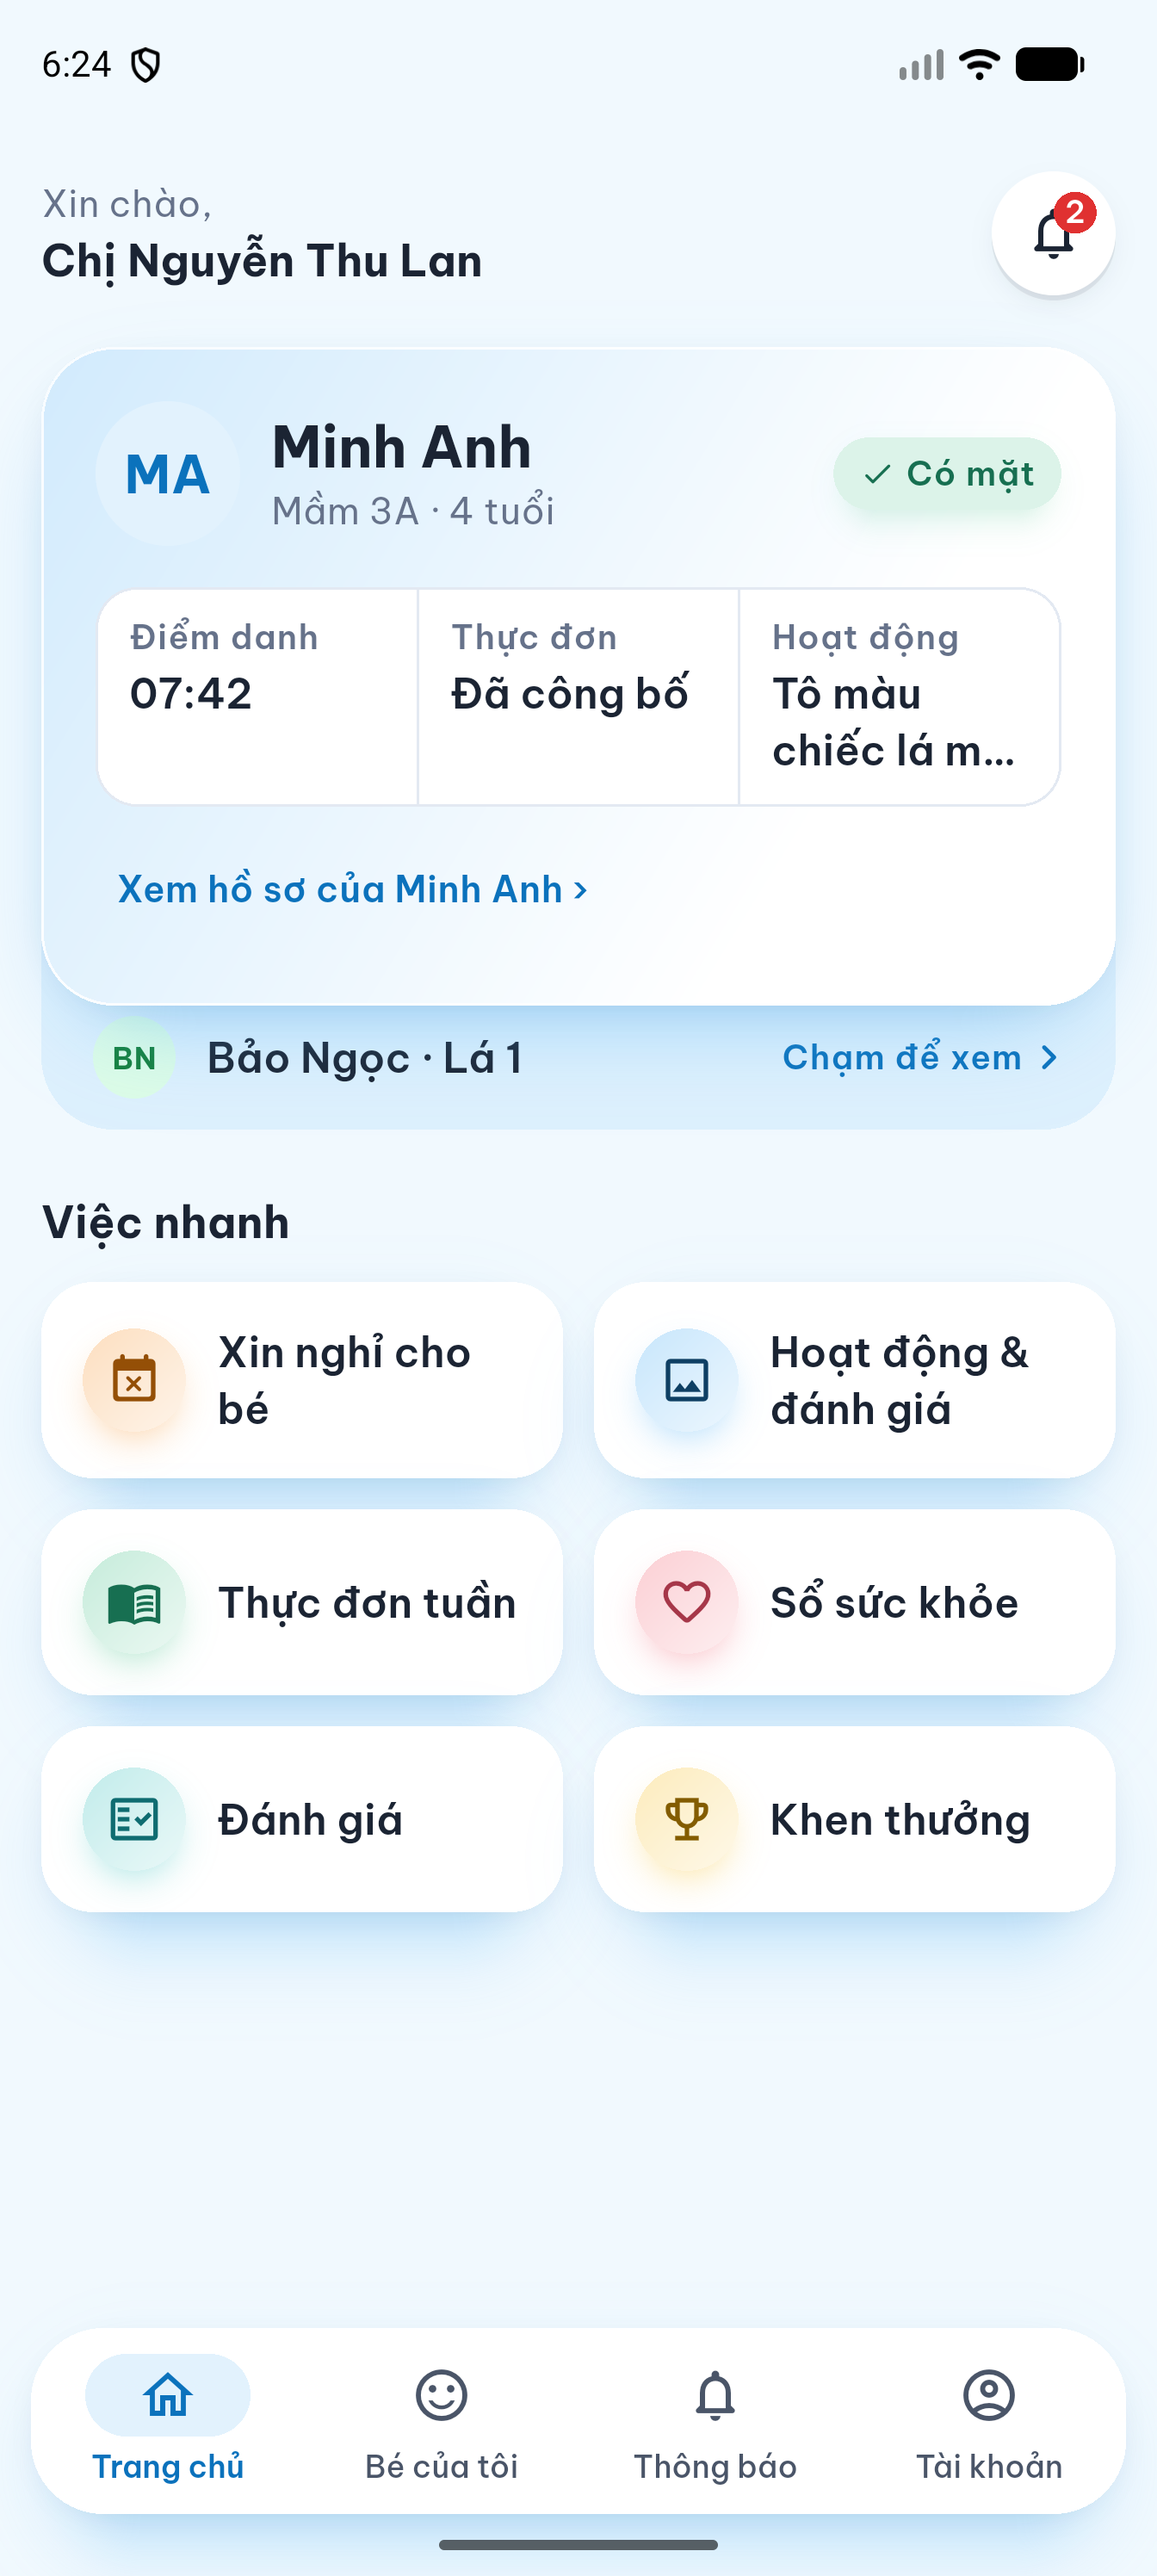 6:24
Xin chào,
Chị Nguyễn Thu Lan
2
MA
Minh Anh
Mầm 3A · 4 tuổi
Có mặt
Điểm danh
07:42
Thực đơn
Đã công bố
Hoạt động
Tô màu
chiếc lá m...
Xem hồ sơ của Minh Anh ›
BN
Bảo Ngọc · Lá 1
Chạm để xem
Việc nhanh
Xin nghỉ cho
bé
Hoạt động &
đánh giá
Thực đơn tuần
Sổ sức khỏe
Đánh giá
Khen thưởng
Trang chủ
Bé của tôi
Thông báo
Tài khoản